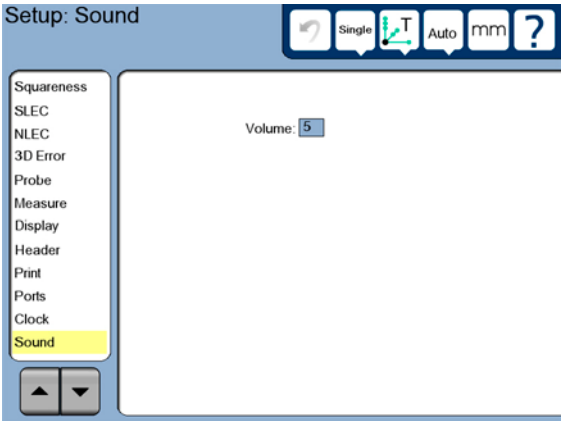 Setup: Sound
Single
T
Auto
mm
?
Squareness
SLEC
NLEC
3D Error
Probe
Measure
Display
Header
Print
Ports
Clock
Sound
Volume: 5